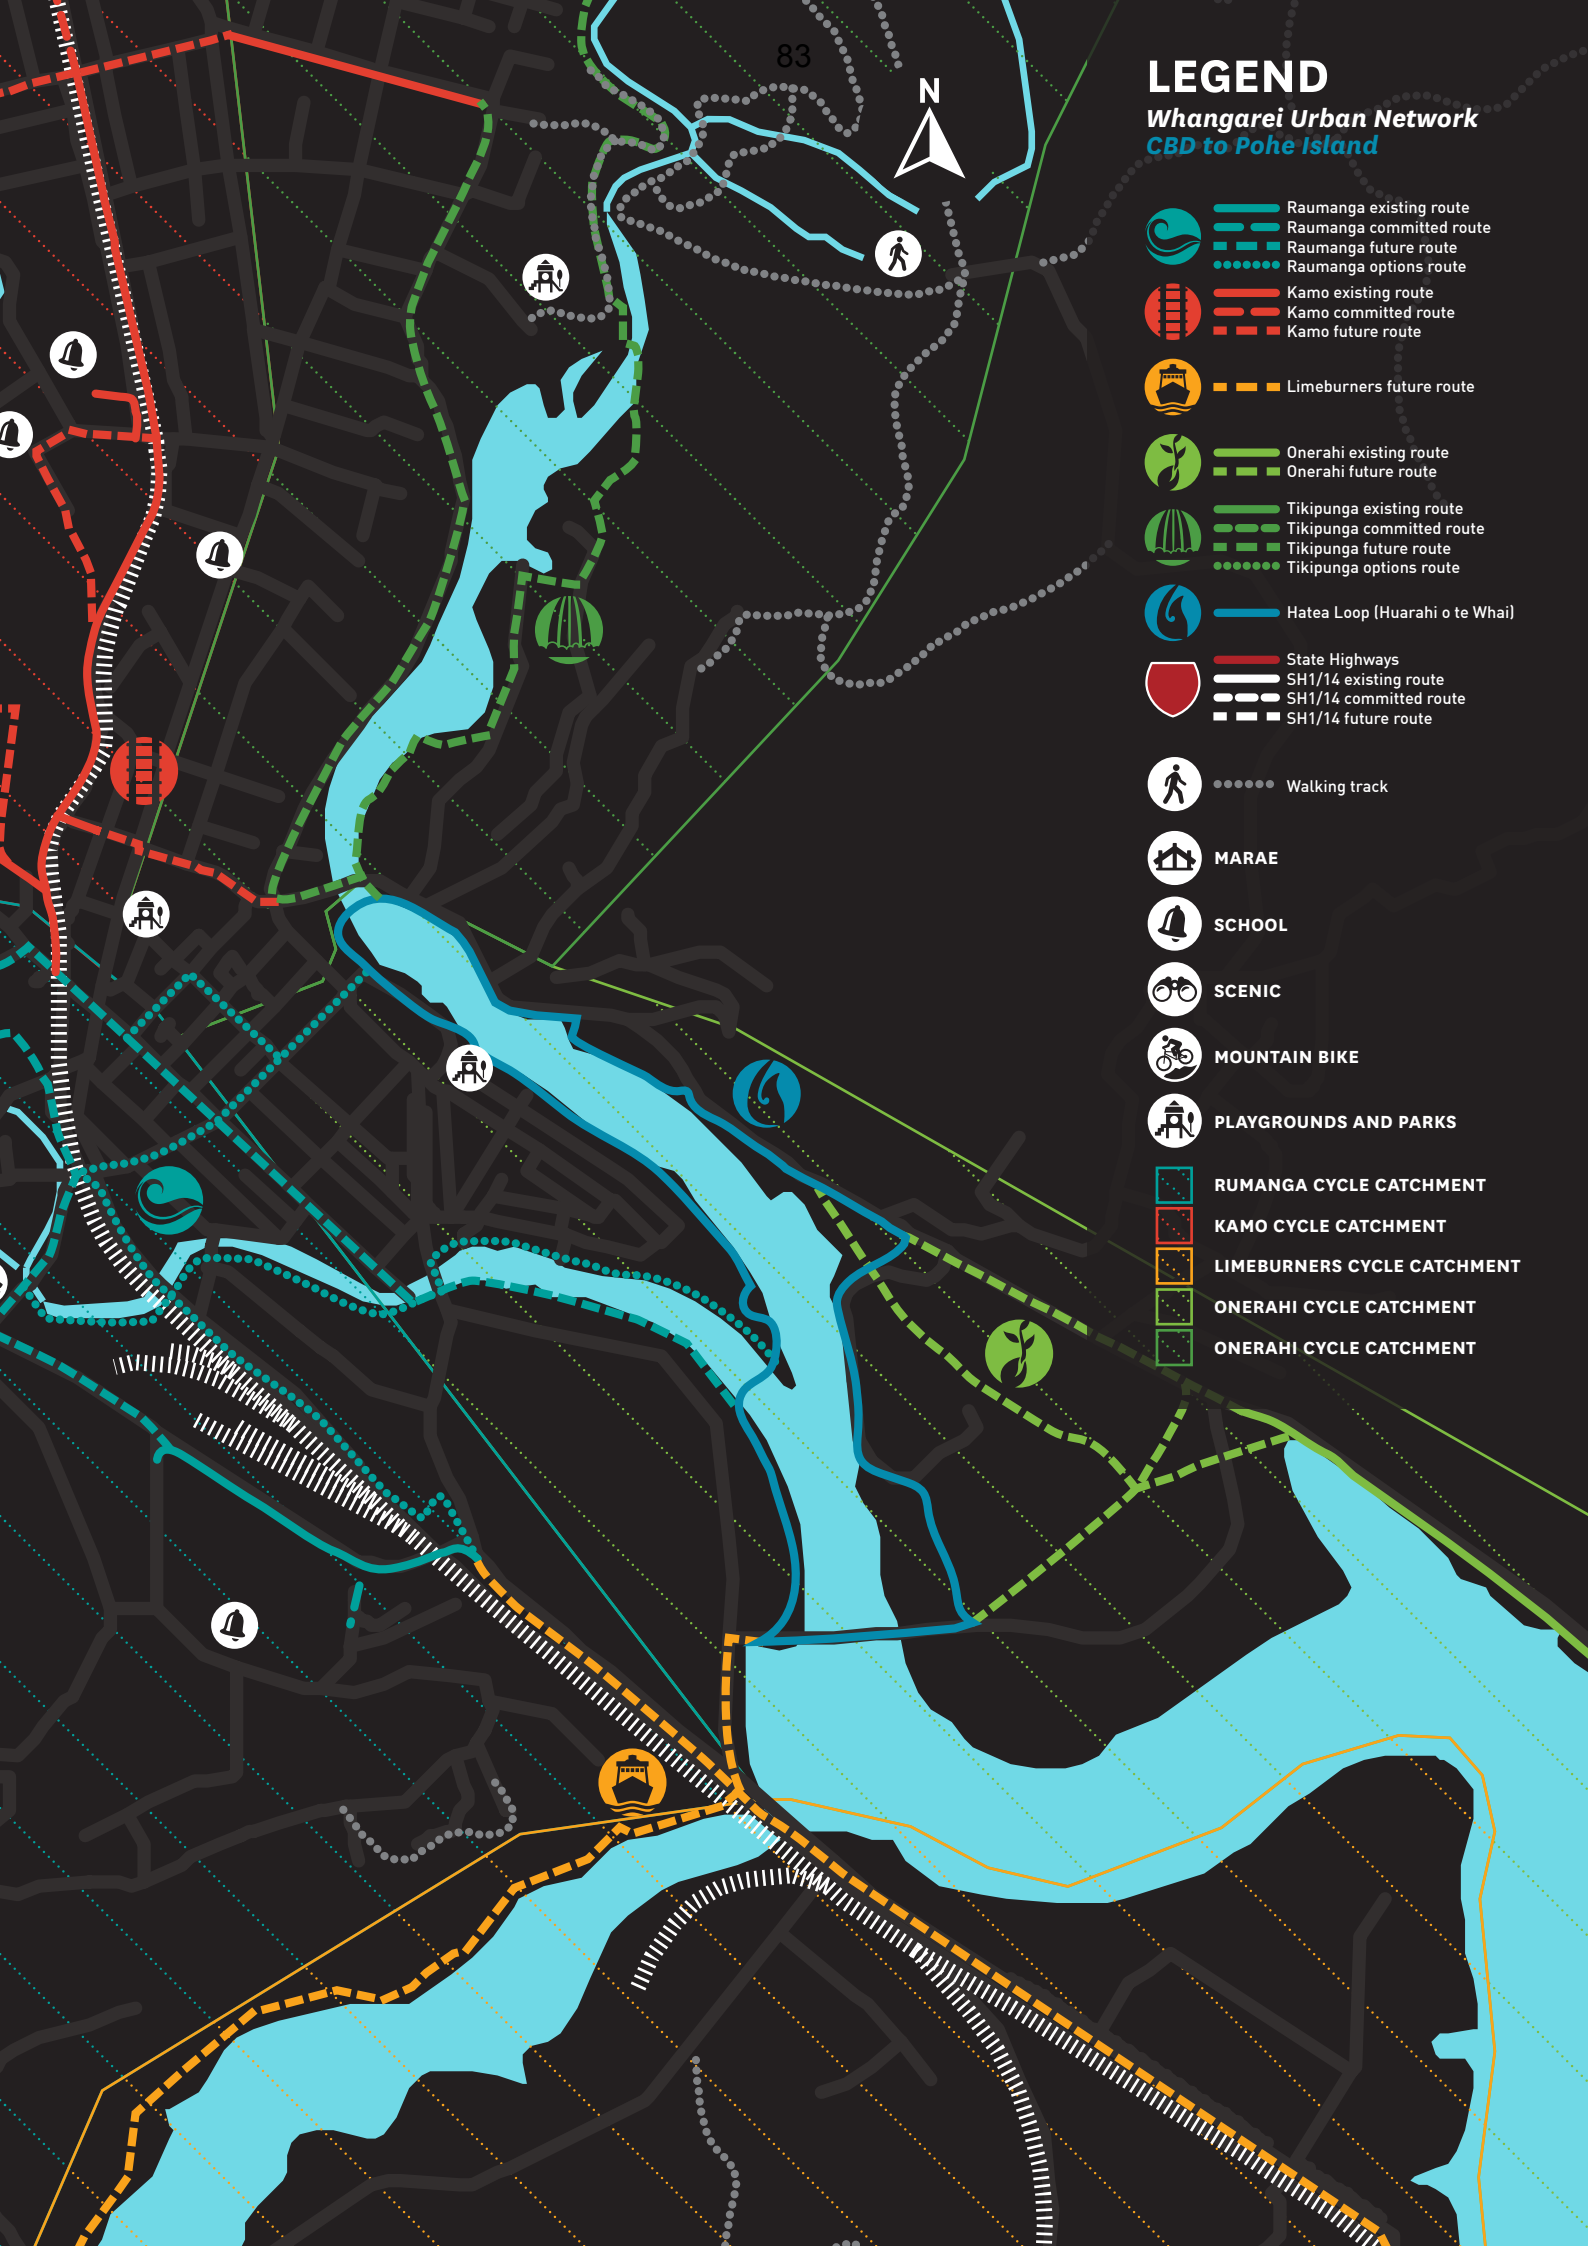 83
N
LEGEND
Whangarei Urban Network
CBD to Pohe Island
Raumanga existing route
Raumanga committed route
Raumanga future route
Raumanga options route
Kamo existing route
Kamo committed route
Kamo future route
Limeburners future route
Onerahi existing route
Onerahi future route
Tikipunga existing route
Tikipunga committed route
Tikipunga future route
Tikipunga options route
Hatea Loop (Huarahi o te Whai)
State Highways
SH1/14 existing route
SH1/14 committed route
SH1/14 future route
Walking track
MARAE
SCHOOL
SCENIC
MOUNTAIN BIKE
PLAYGROUNDS AND PARKS
RUMANGA CYCLE CATCHMENT
KAMO CYCLE CATCHMENT
LIMEBURNERS CYCLE CATCHMENT
ONERAHI CYCLE CATCHMENT
ONERAHI CYCLE CATCHMENT